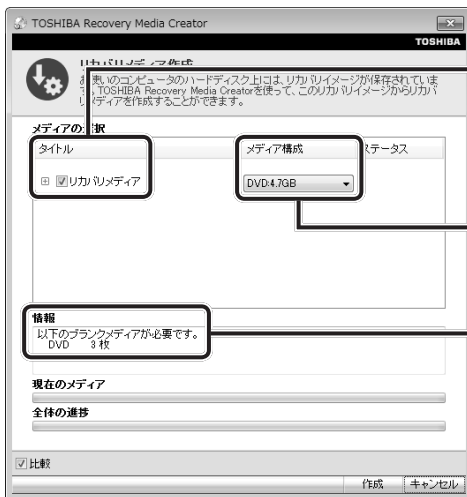 TOSHIBA Recovery Media Creator
TOSHIBA
リカバリメディア作成
お使いのコンピュータのハードディスク上には、リカバリイメージが保存されていま
す。TOSHIBA Recovery Media Creatorを使って、このリカバリイメージからリカバ
リメディアを作成することができます。
メディアの選択
タイトル メディア構成 ステータス
リカバリメディア DVD:4.7GB
情報
以下のブランクメディアが必要です。
DVD 3 枚
現在のメディア
全体の進捗
比較
作成 キャンセル